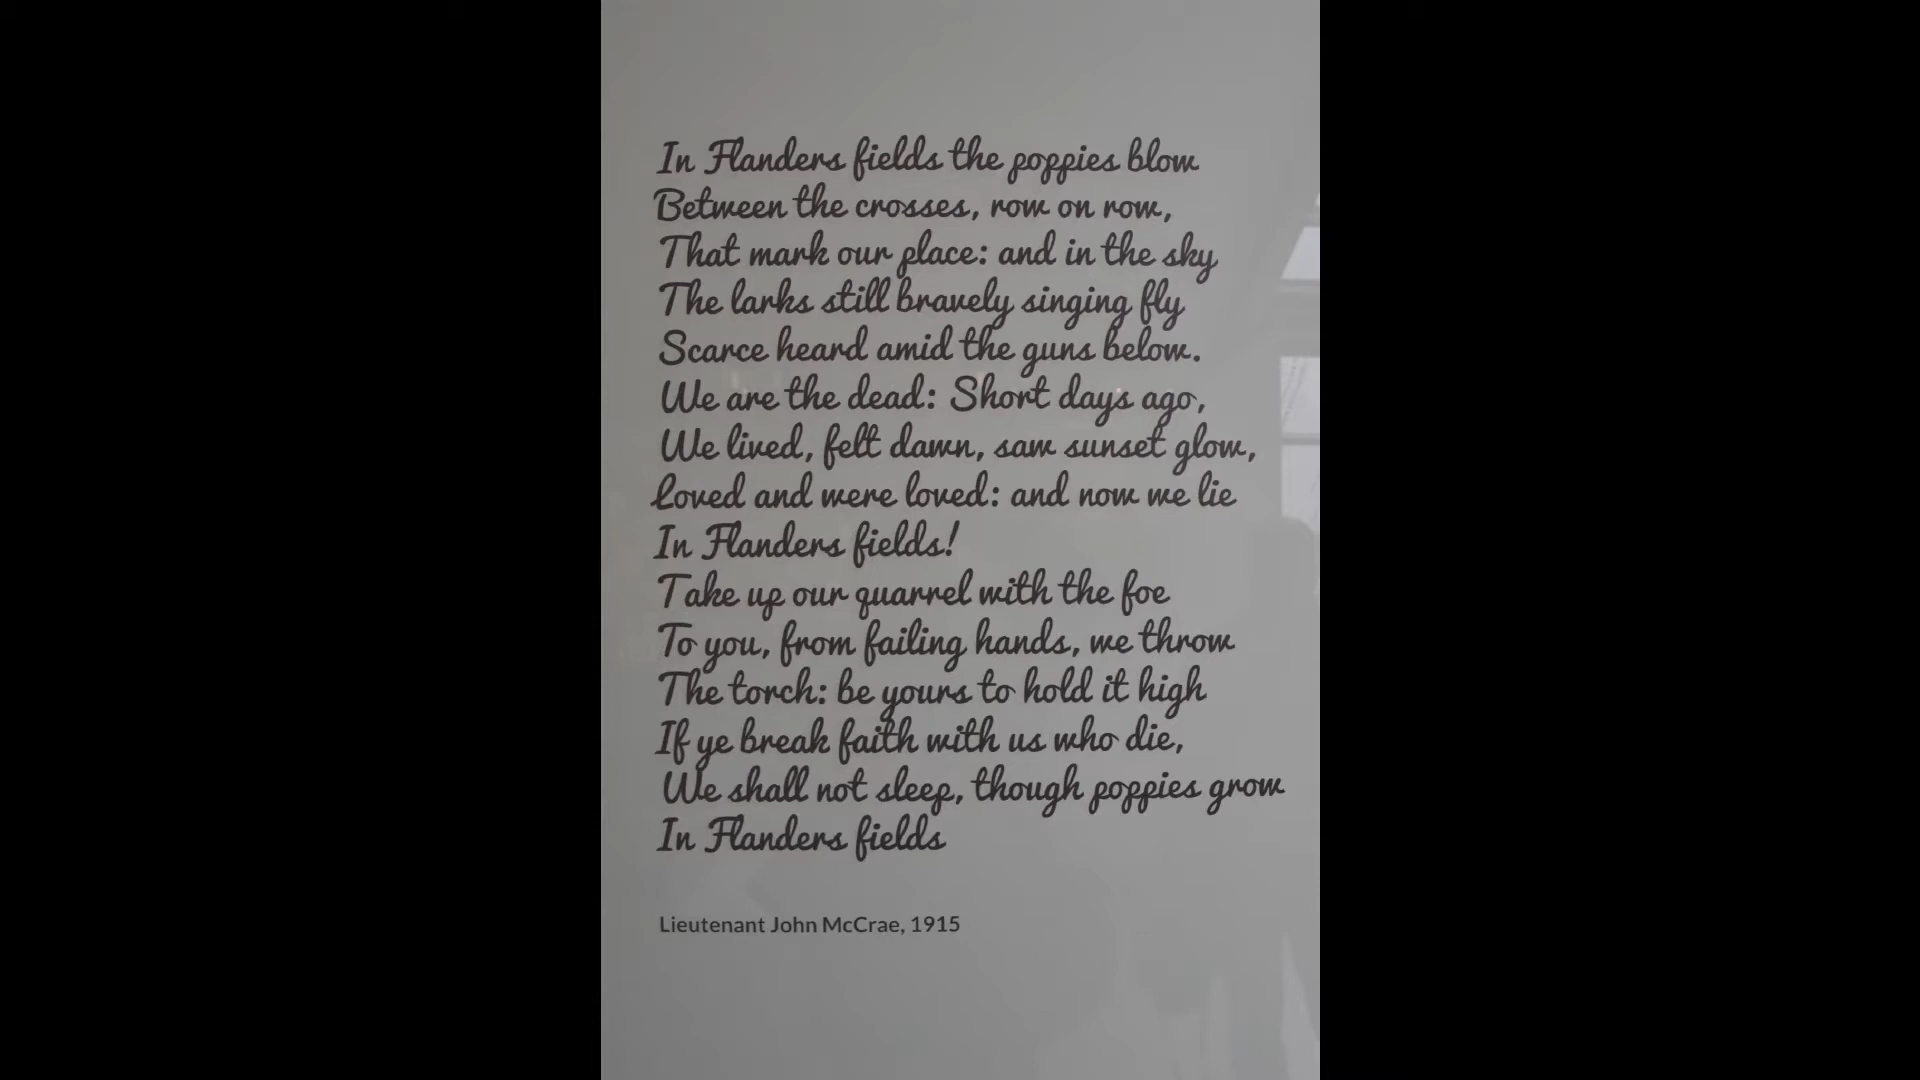 In Flanders fields the poppies blow
Between the crosses, row on row,
That mark our place: and in the sky
The larks still bravely singing fly
Scarce heard amid the guns below.
We are the dead: Short days ago,
We lived, felt dawn, saw sunset glow,
Loved and were loved: and now we lie
In Flanders fields!
Take up our quarrel with the foe
To you, from failing hands, we throw
The torch: be yours to hold it high
If ye break faith with us who die,
We shall not sleep, though poppies grow
In Flanders fields
Lieutenant John McCrae, 1915